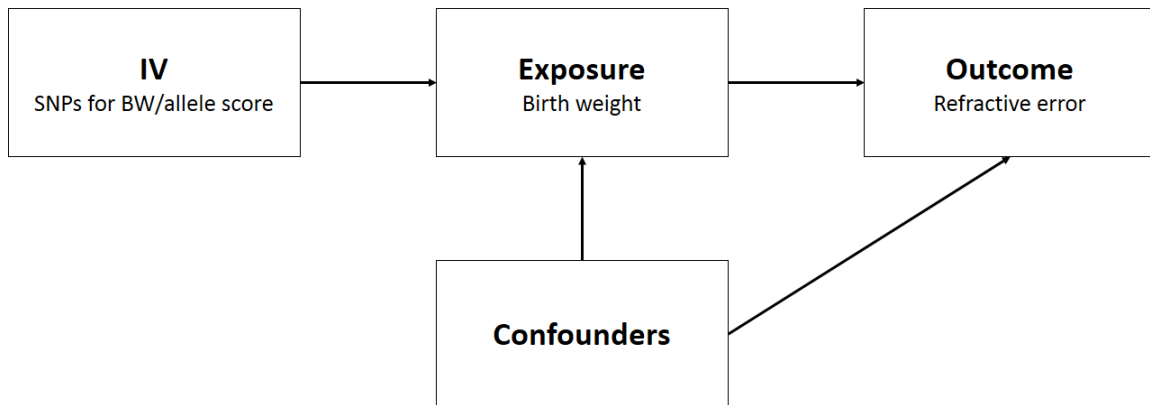 IV
SNPs for BW/allele score
Exposure
Birth weight
Outcome
Refractive error
Confounders